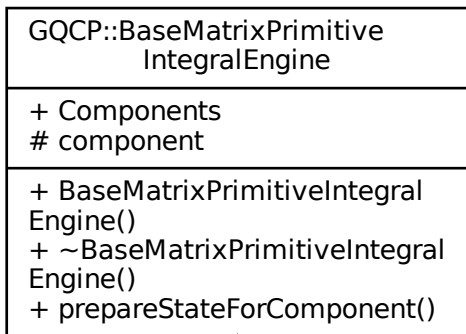 GQCP::BaseMatrixPrimitive
IntegralEngine
+ Components
# component
+ BaseMatrixPrimitiveIntegral
Engine()
+ ~BaseMatrixPrimitiveIntegral
Engine()
+ prepareStateForComponent()